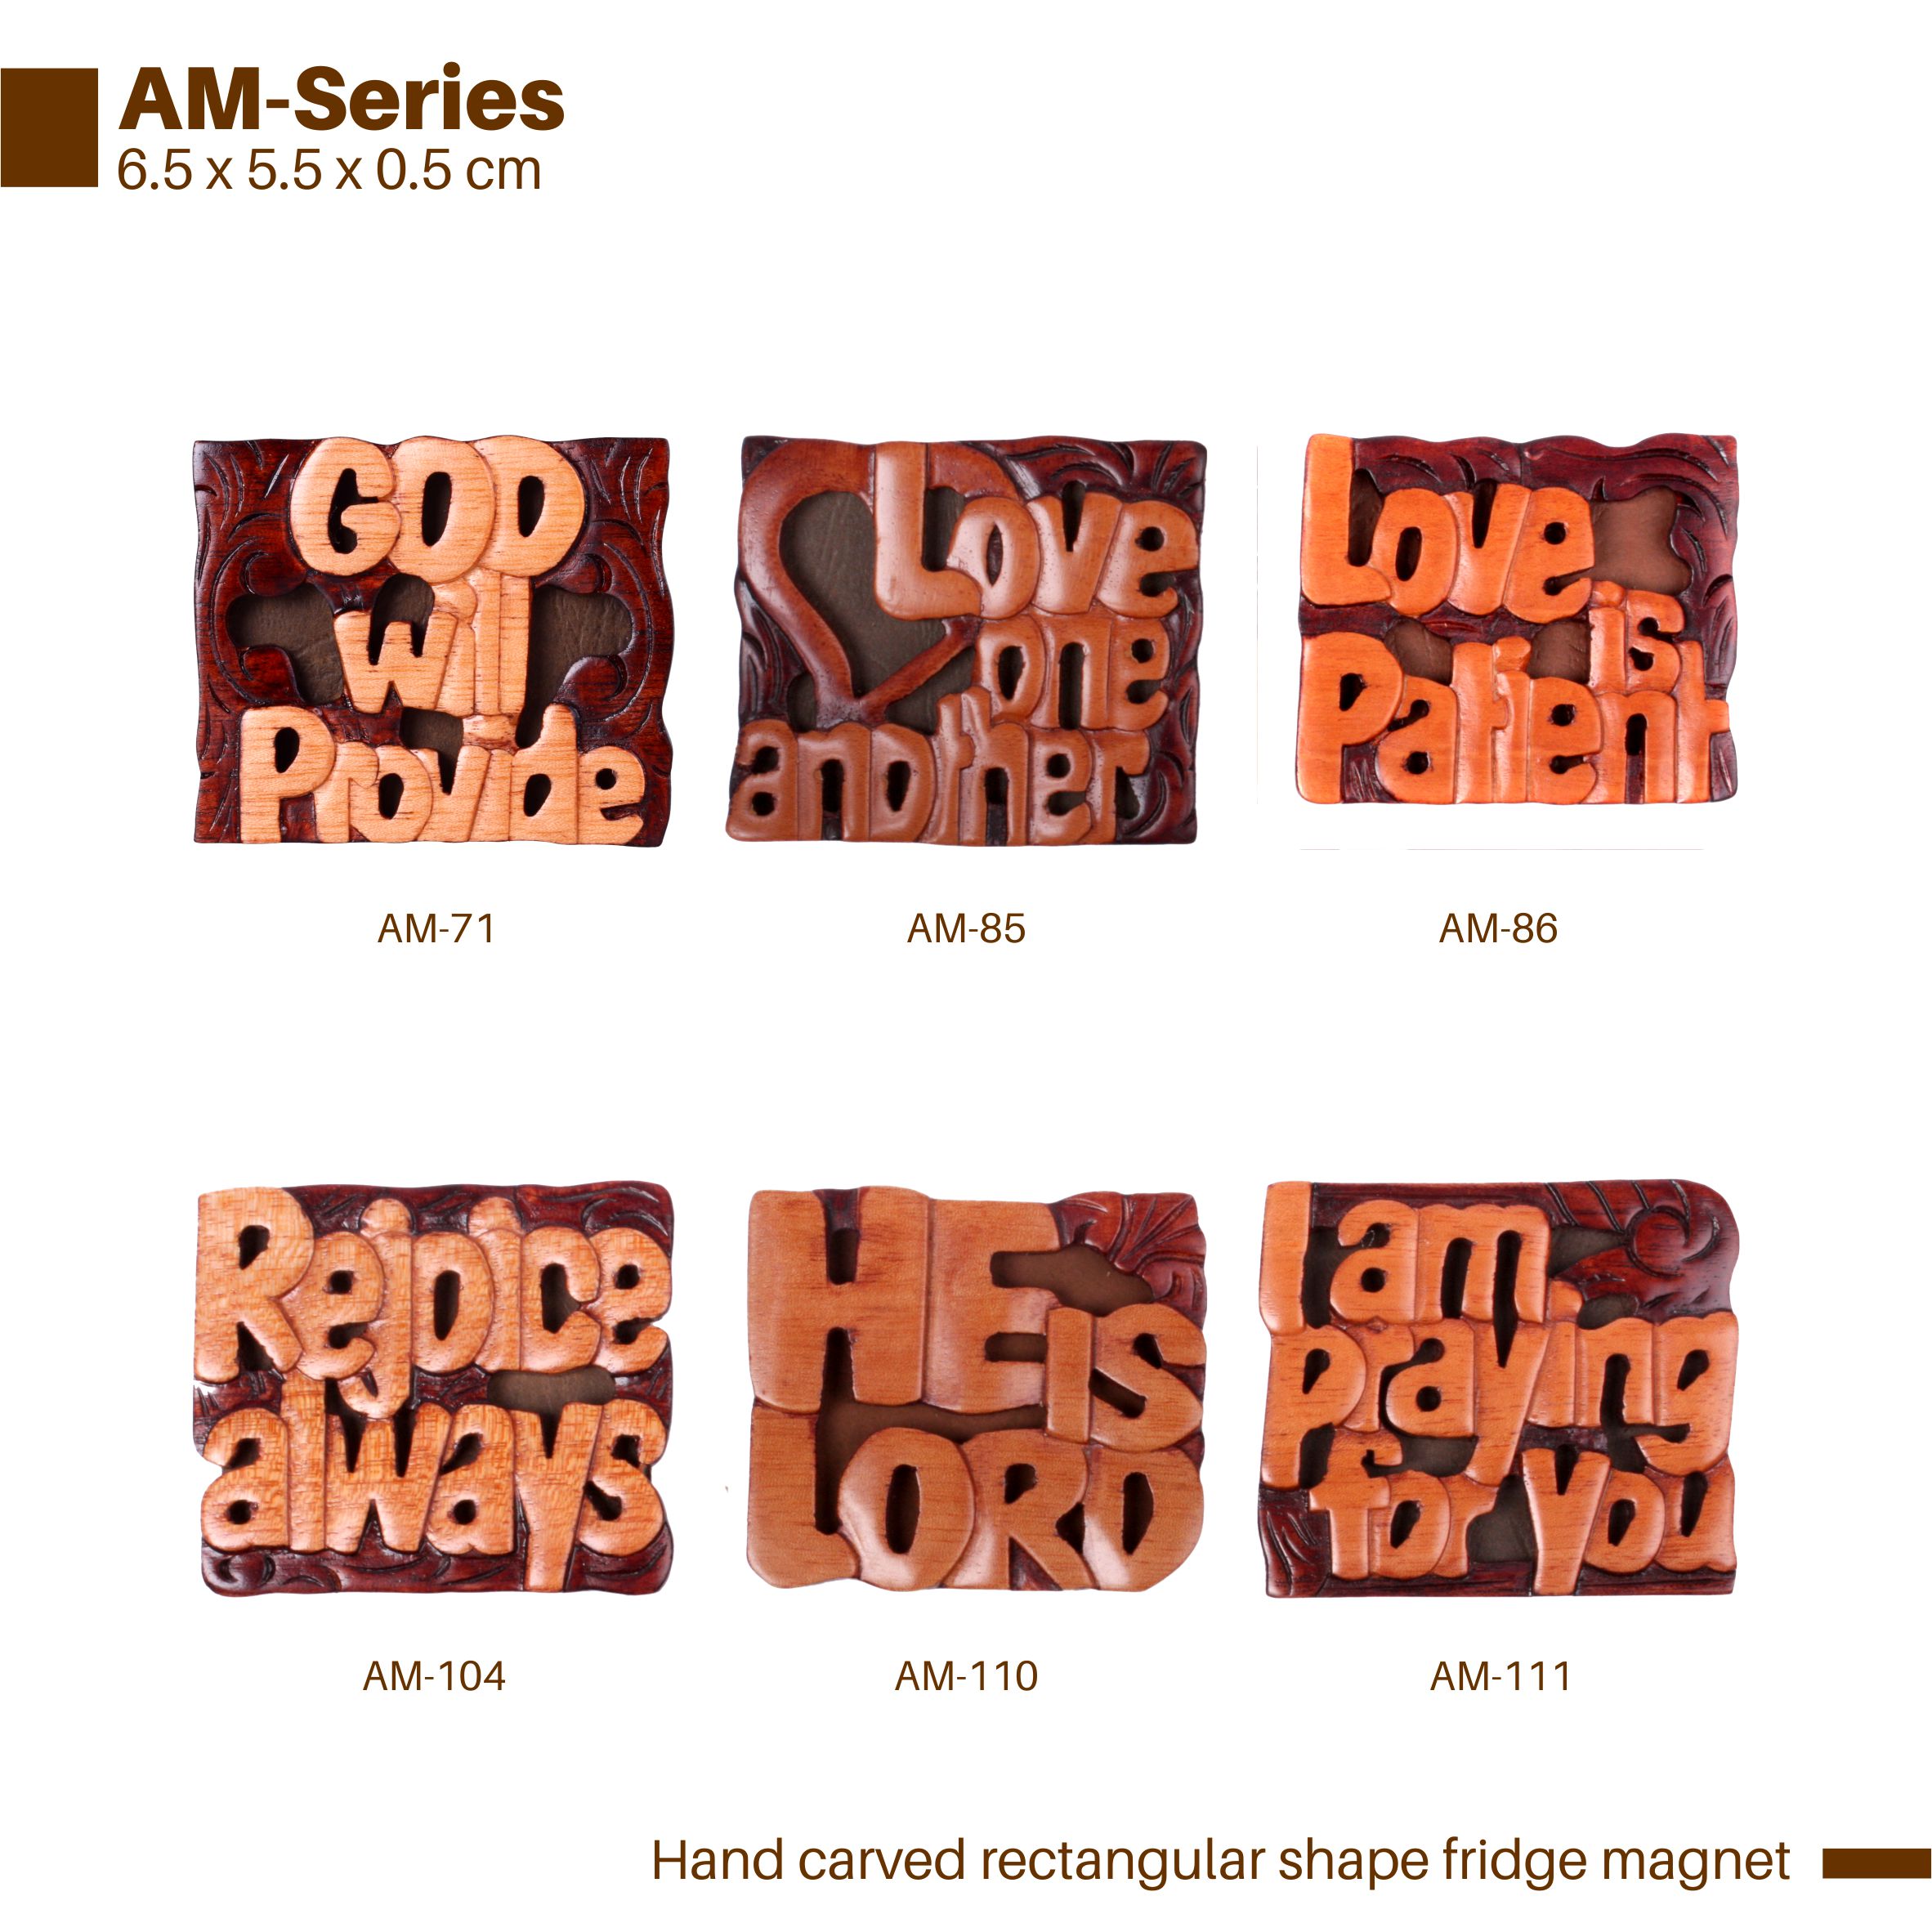 AM-Series
6.5 x 5.5 x 0.5 cm
GOD
will
Provide
Love
one
another
Love
is
Patient
AM-71
AM-85
AM-86
Rejoice
always
HE
is
LORD
I am
praying
for you
AM-104
AM-110
AM-111
Hand carved rectangular shape fridge magnet